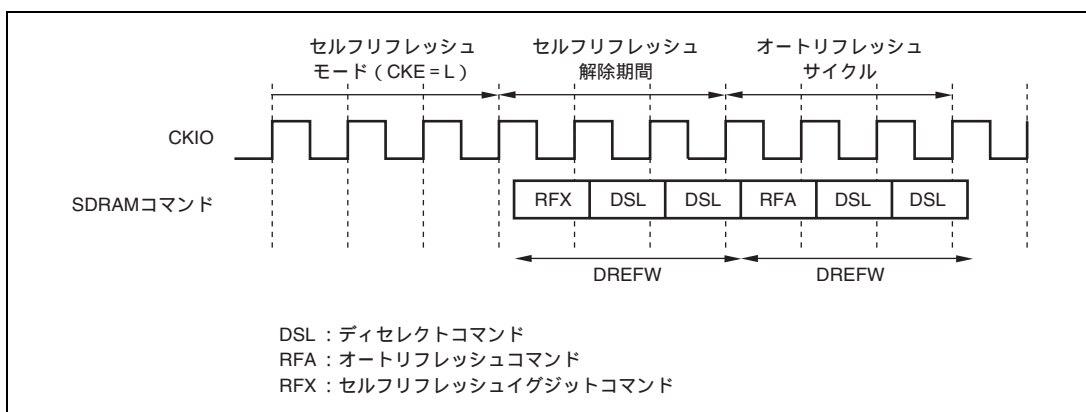 セルフリフレッシュ
モード（CKE=L）
セルフリフレッシュ
解除期間
オートリフレッシュ
サイクル
CKIO
SDRAMコマンド
RFX DSL DSL RFA DSL DSL
DREFW DREFW
DSL：ディセレクトコマンド
RFA：オートリフレッシュコマンド
RFX：セルフリフレッシュイグジットコマンド